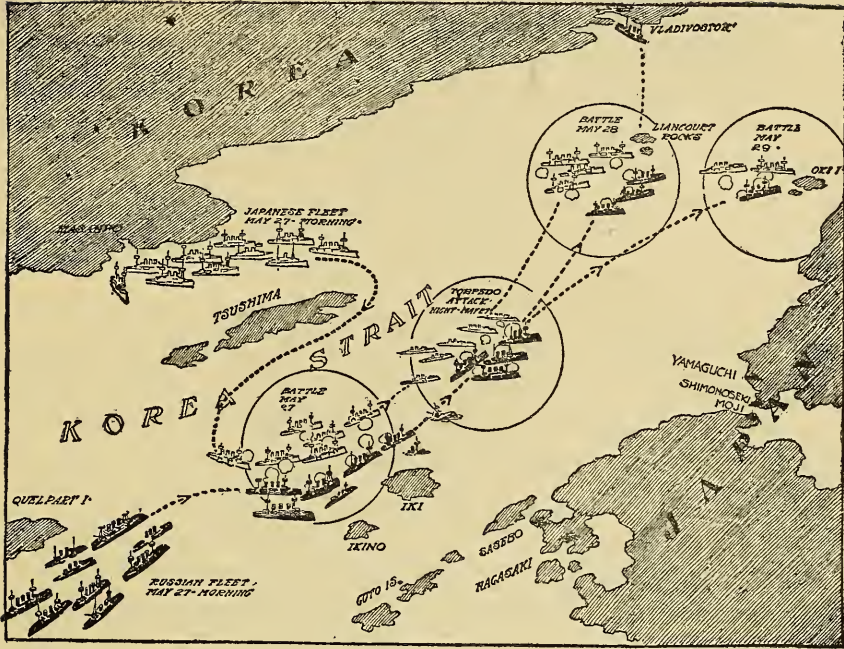 VLADIVOSTOK
KOREA
BATTLE
MAY 28
LIANCOURT
ROCKS
BATTLE
MAY
29
OKI I.
JAPANESE FLEET
MAY 27-MORNING.
MASANPO
TSUSHIMA
TORPEDO
ATTACK.
NIGHT-MAY 27
KOREA STRAIT
BATTLE
MAY
27
YAMAGUCHI
SHIMONOSEKI
MOJI
QUELPART I.
IKI
IKINO
SASEBO
NAGASAKI
GOTO IS.
RUSSIAN FLEET.
MAY 27-MORNING